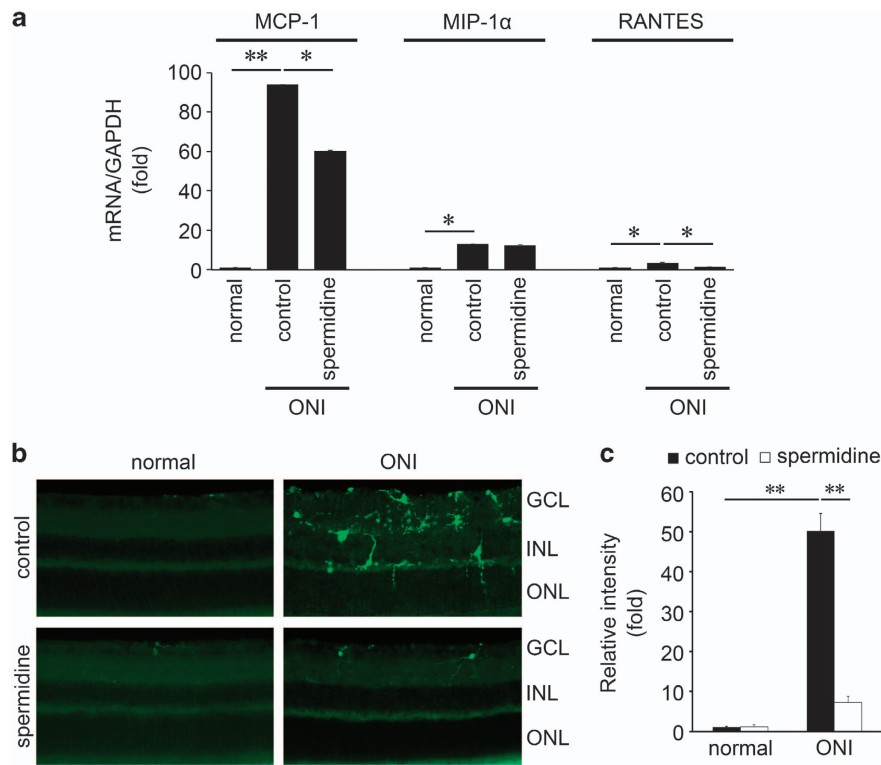 a
MCP-1 MIP-1α RANTES
** * * * *
mRNA/GAPDH
(fold)
100
80
60
40
20
0
normal control spermidine normal control spermidine normal control spermidine
ONI ONI ONI
b
normal ONI
control
GCL
INL
ONL
spermidine
GCL
INL
ONL
c
control spermidine
** **
Relative intensity
(fold)
60
50
40
30
20
10
0
normal ONI